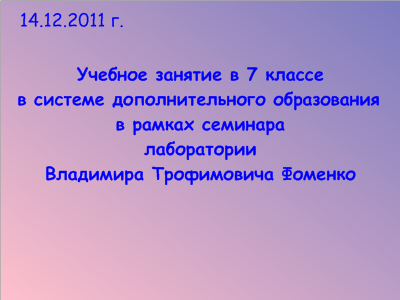 14.12.2011 г.
Учебное занятие в 7 классе
в системе дополнительного образования
в рамках семинара
лаборатории
Владимира Трофимовича Фоменко